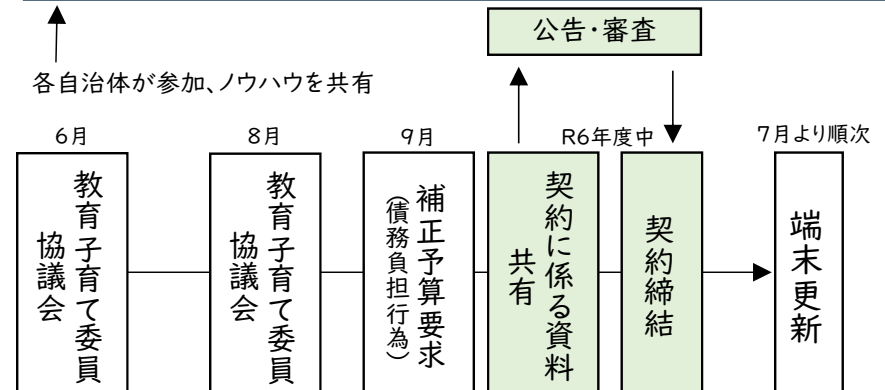 公告・審査
各自治体が参加、ノウハウを共有
6月
8月
9月
R6年度中
7月より順次
教育子育て委員
協議会
教育子育て委員
協議会
補正予算要求
（債務負担行為）
契約に係る資料
共有
契約締結
端末更新